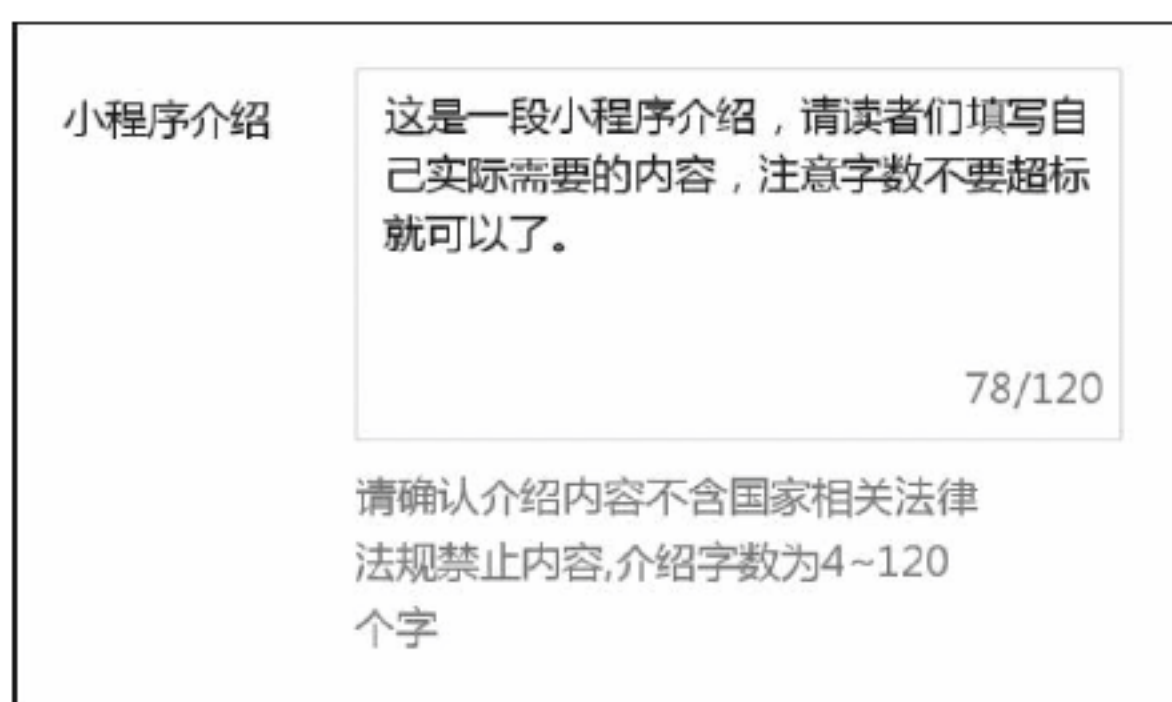 小程序介绍
这是一段小程序介绍，请读者们填写自
己实际需要的内容，注意字数不要超标
就可以了。
78/120
请确认介绍内容不含国家相关法律
法规禁止内容,介绍字数为4~120
个字